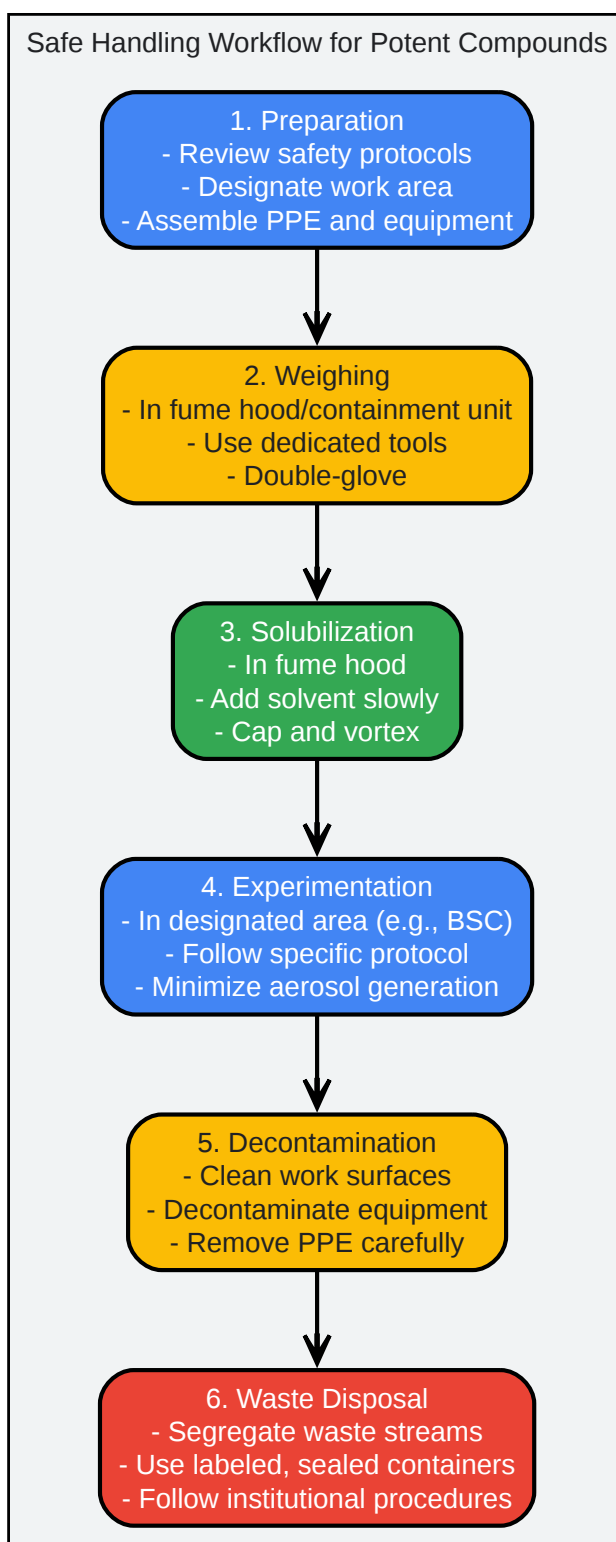 Safe Handling Workflow for Potent Compounds
1. Preparation
- Review safety protocols
- Designate work area
- Assemble PPE and equipment
2. Weighing
- In fume hood/containment unit
- Use dedicated tools
- Double-glove
3. Solubilization
- In fume hood
- Add solvent slowly
- Cap and vortex
4. Experimentation
- In designated area (e.g., BSC)
- Follow specific protocol
- Minimize aerosol generation
5. Decontamination
- Clean work surfaces
- Decontaminate equipment
- Remove PPE carefully
6. Waste Disposal
- Segregate waste streams
- Use labeled, sealed containers
- Follow institutional procedures